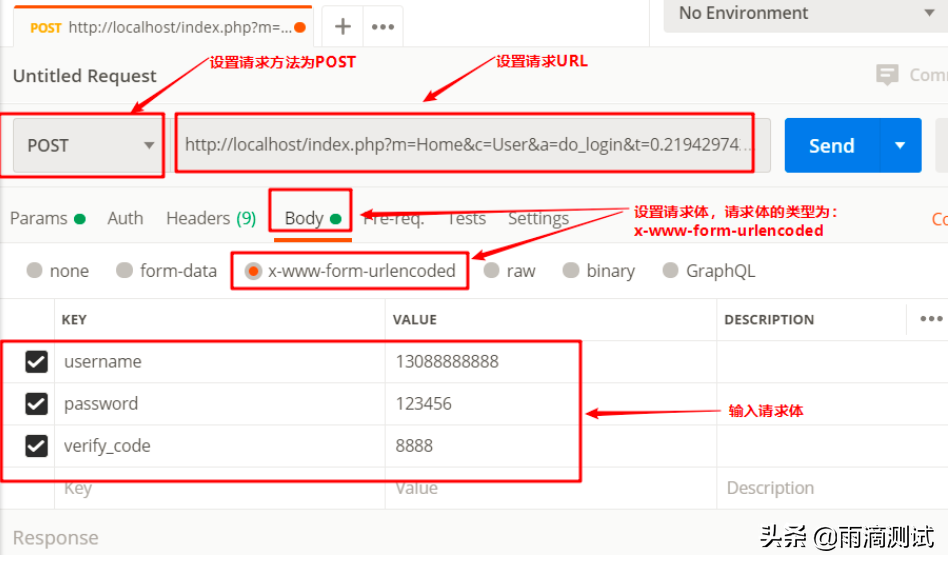 POST http://localhost/index.php?m=... + ••• No Environment
设置请求方法为POST 设置请求URL
Untitled Request Comm
POST http://localhost/index.php?m=Home&c=User&a=do_login&t=0.21942974... Send
Params Auth Headers (9) Body Pre-req. Tests Settings Co
设置请求体，请求体的类型为：
x-www-form-urlencoded
none form-data x-www-form-urlencoded raw binary GraphQL
KEY VALUE DESCRIPTION •••
username 13088888888
password 123456
输入请求体
verify_code 8888
Key Value Description
Response
头条 @雨滴测试